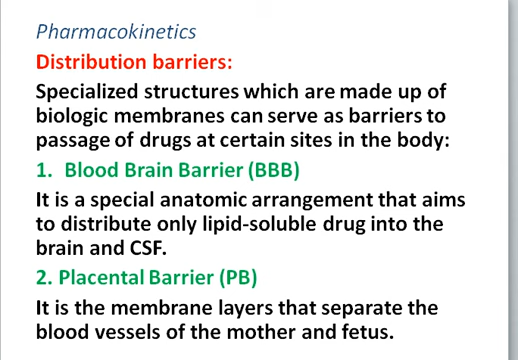 Pharmacokinetics
Distribution barriers:
Specialized structures which are made up of
biologic membranes can serve as barriers to
passage of drugs at certain sites in the body:
1. Blood Brain Barrier (BBB)
It is a special anatomic arrangement that aims
to distribute only lipid-soluble drug into the
brain and CSF.
2. Placental Barrier (PB)
It is the membrane layers that separate the
blood vessels of the mother and fetus.